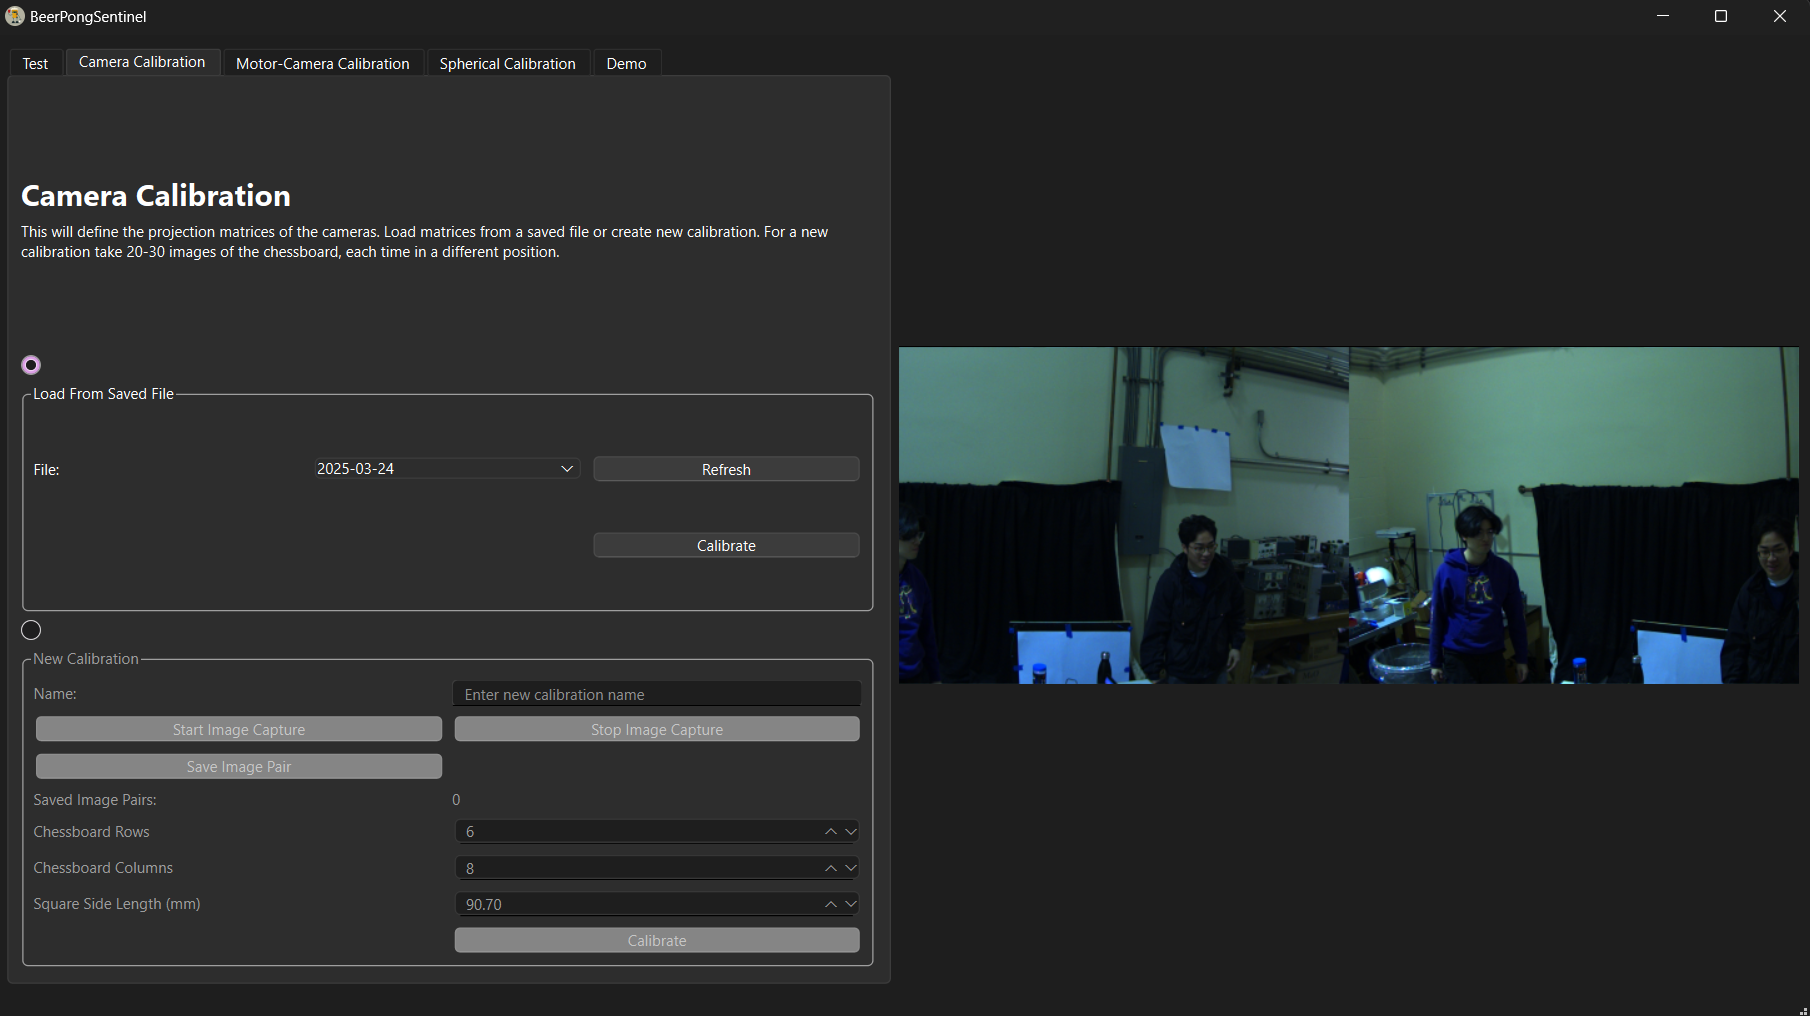 BeerPongSentinel
Test
Camera Calibration
Motor-Camera Calibration
Spherical Calibration
Demo
Camera Calibration
This will define the projection matrices of the cameras. Load matrices from a saved file or create new calibration. For a new
calibration take 20-30 images of the chessboard, each time in a different position.
Load From Saved File
File:
2025-03-24
Refresh
Calibrate
New Calibration
Name:
Enter new calibration name
Start Image Capture
Stop Image Capture
Save Image Pair
Saved Image Pairs:
0
Chessboard Rows
6
Chessboard Columns
8
Square Side Length (mm)
90.70
Calibrate